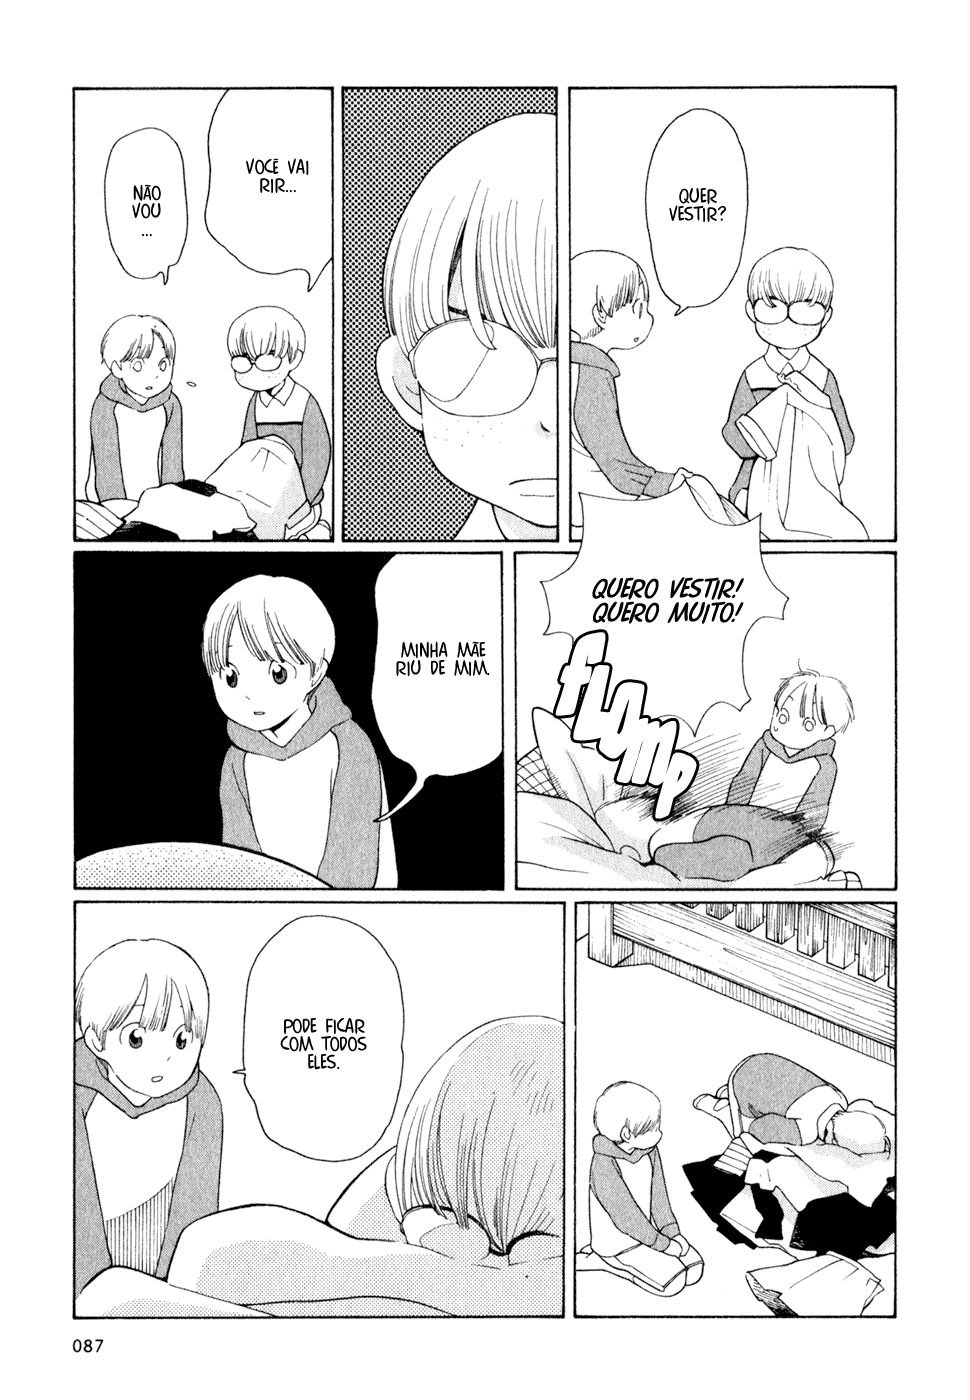 QUER
VESTIR?
VOCÊ VAI
RIR...
NÃO
VOU
...
QUERO VESTIR!
QUERO MUITO!
FLOMP
MINHA MÃE
RIU DE MIM.
PODE FICAR
COM TODOS
ELES.
087